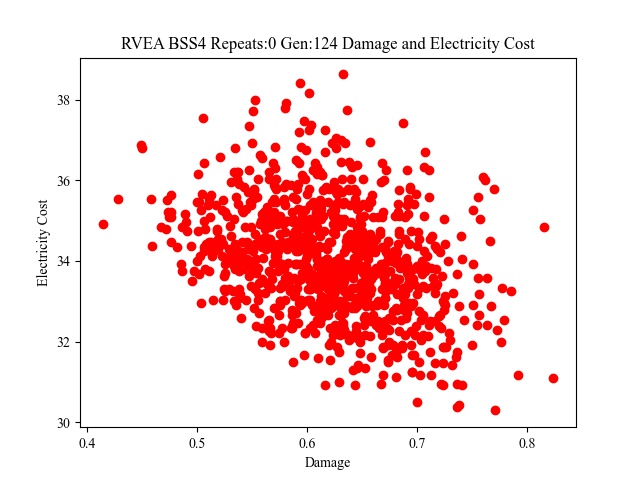 RVEA BSS4 Repeats:0 Gen:124 Damage and Electricity Cost
38
36
34
32
30
Electricity Cost
0.4 0.5 0.6 0.7 0.8
Damage